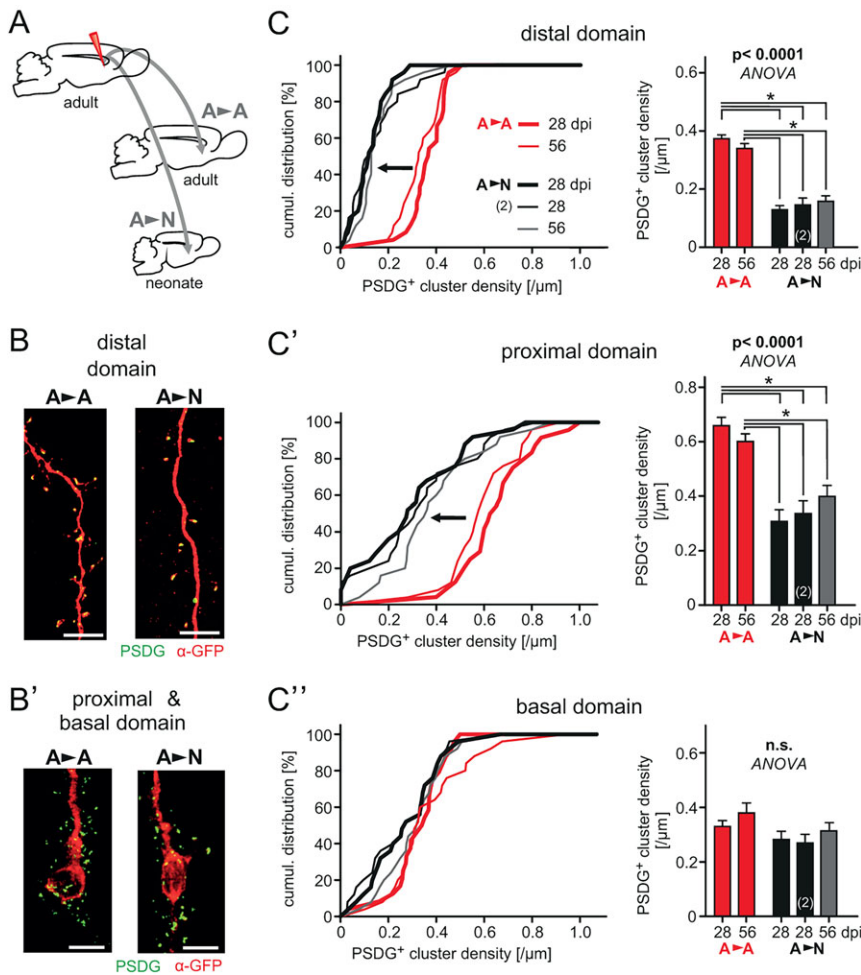 A
adult
A►A
adult
A►N
neonate
B
distal
domain
A►A
A►N
PSDG α-GFP
B'
proximal &
basal domain
A►A
A►N
PSDG α-GFP
C
distal domain
cumul. distribution [%]
100
80
60
40
20
0
0
0.2
0.4
0.6
0.8
1.0
PSDG+ cluster density [/µm]
A►A
28 dpi
56
A►N
28 dpi
(2)
28
56
p< 0.0001
ANOVA
*
*
PSDG+ cluster density
[/µm]
0.6
0.4
0.2
0
(2)
28 56 28 28 56 dpi
A►A A►N
C'
proximal domain
cumul. distribution [%]
100
80
60
40
20
0
0
0.2
0.4
0.6
0.8
1.0
PSDG+ cluster density [/µm]
p< 0.0001
ANOVA
*
*
PSDG+ cluster density
[/µm]
0.8
0.6
0.4
0.2
0
(2)
28 56 28 28 56 dpi
A►A A►N
C''
basal domain
cumul. distribution [%]
100
80
60
40
20
0
0
0.2
0.4
0.6
0.8
1.0
PSDG+ cluster density [/µm]
n.s.
ANOVA
PSDG+ cluster density
[/µm]
0.6
0.4
0.2
0
(2)
28 56 28 28 56 dpi
A►A A►N